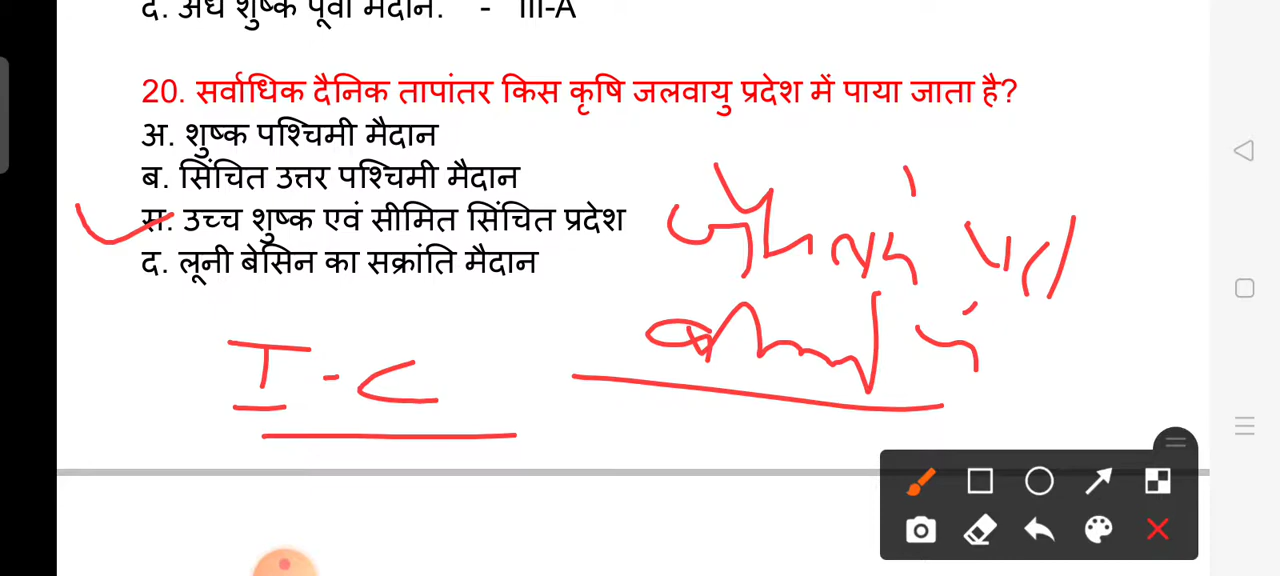 द. अर्ध शुष्क पूर्वी मैदान. - III-A
20. सर्वाधिक दैनिक तापांतर किस कृषि जलवायु प्रदेश में पाया जाता है?
अ. शुष्क पश्चिमी मैदान
ब. सिंचित उत्तर पश्चिमी मैदान
स. उच्च शुष्क एवं सीमित सिंचित प्रदेश
द. लूनी बेसिन का सक्रांति मैदान
I-C